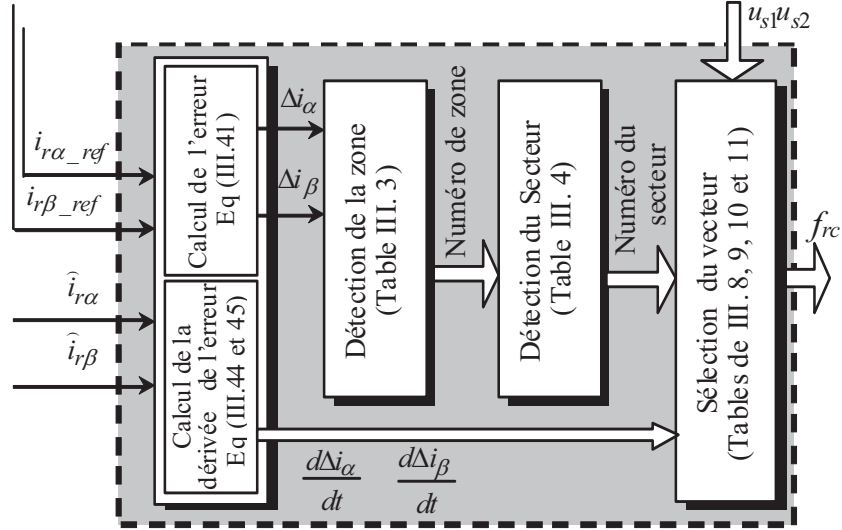 u_{s1}u_{s2}
i_{rα_ref}
i_{rβ_ref}
\hat{i}_{rα}
\hat{i}_{rβ}
Calcul de l'erreur
Eq (III.41)
Calcul de la
dérivée de l'erreur
Eq (III.44 et 45)
Δi_α
Δi_β
Détection de la zone
(Table III. 3)
Numéro de zone
Détection du Secteur
(Table III. 4)
Numéro du
secteur
Sélection du vecteur
(Tables de III. 8, 9, 10 et 11)
f_{rc}
dΔi_α/dt dΔi_β/dt